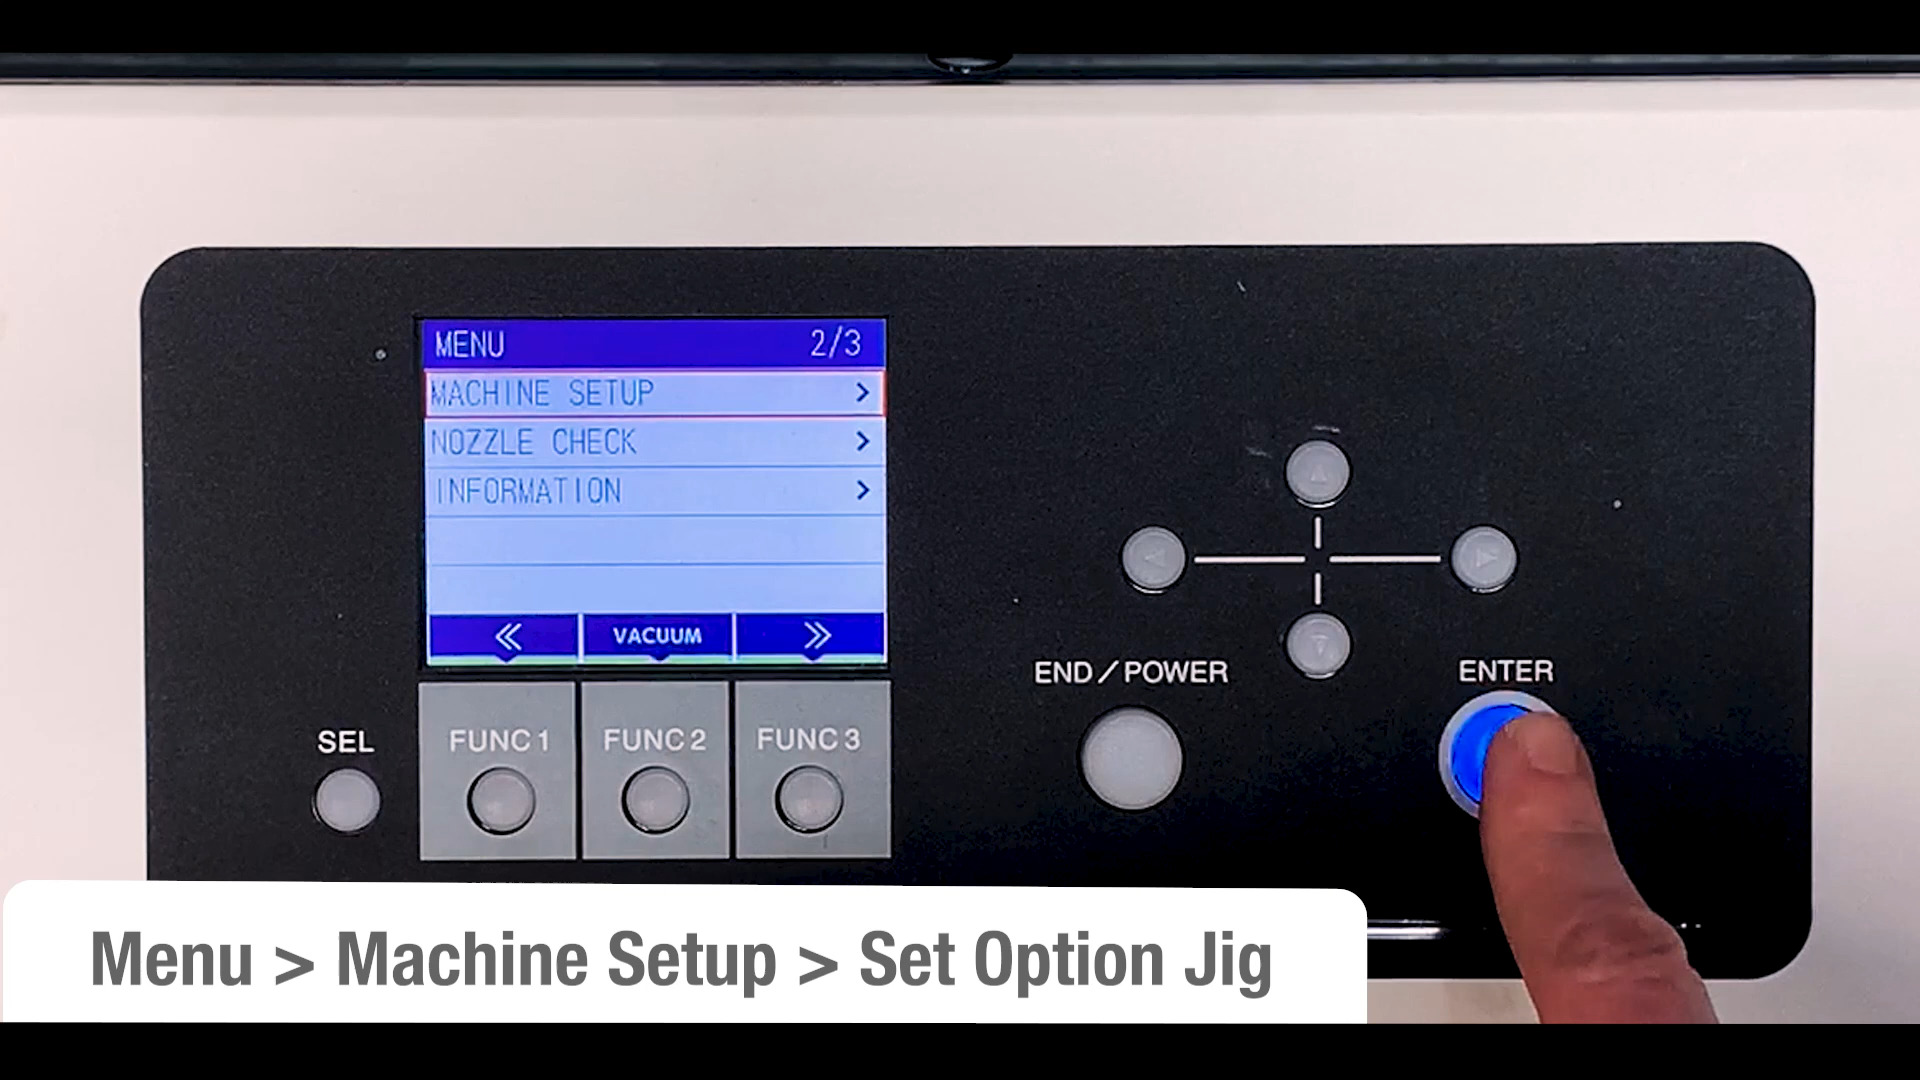 MENU 2/3
MACHINE SETUP >
NOZZLE CHECK >
INFORMATION >
VACUUM
END/POWER
ENTER
SEL
FUNC 1
FUNC 2
FUNC 3
Menu > Machine Setup > Set Option Jig